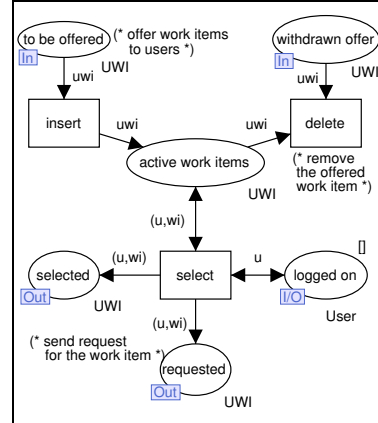 to be offered
(* offer work items
to users *)
withdrawn offer
In
UWI
In
UWI
uwi
uwi
insert
delete
uwi
uwi
active work items
(* remove
the offered
work item *)
UWI
(u,wi)
[]
(u,wi)
u
selected
select
logged on
Out
I/O
UWI
User
(u,wi)
(* send request
for the work item *)
requested
Out
UWI